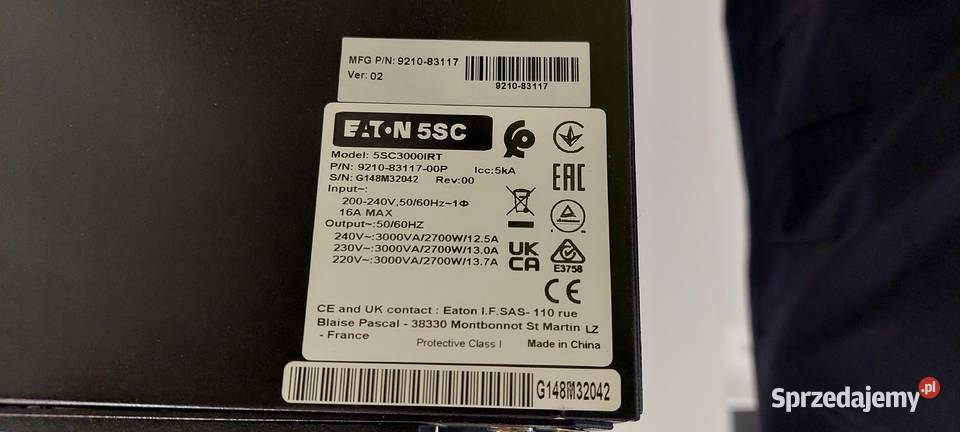 MFG P/N: 9210-83117
Ver: 02
9210-83117
EATON 5SC
Model: 5SC3000IRT
P/N: 9210-83117-00P Icc:5kA
S/N: G148M32042 Rev:00
Input~:
200-240V,50/60Hz~1Φ
16A MAX
Output~:50/60HZ
240V~:3000VA/2700W/12.5A
230V~:3000VA/2700W/13.0A
220V~:3000VA/2700W/13.7A
EAC
UK
CA
E3758
CE
CE and UK contact : Eaton I.F.SAS- 110 rue
Blaise Pascal - 38330 Montbonnot St Martin LZ
- France
Protective Class I Made in China
G148M32042
Sprzedajemy.pl